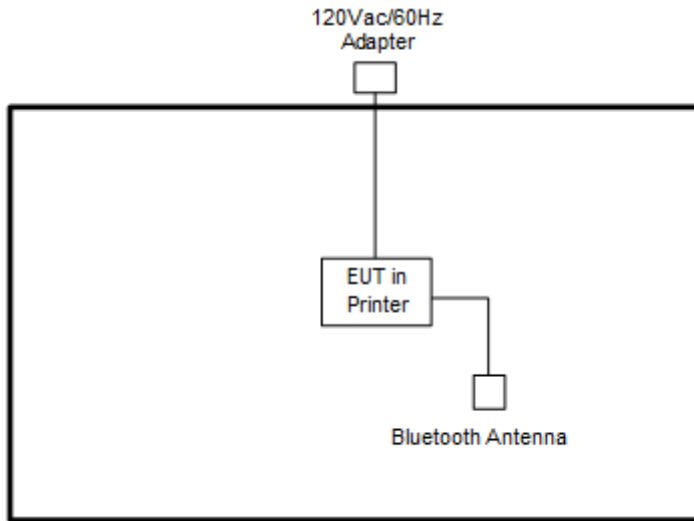 120Vac/60Hz
Adapter
EUT in
Printer
Bluetooth Antenna